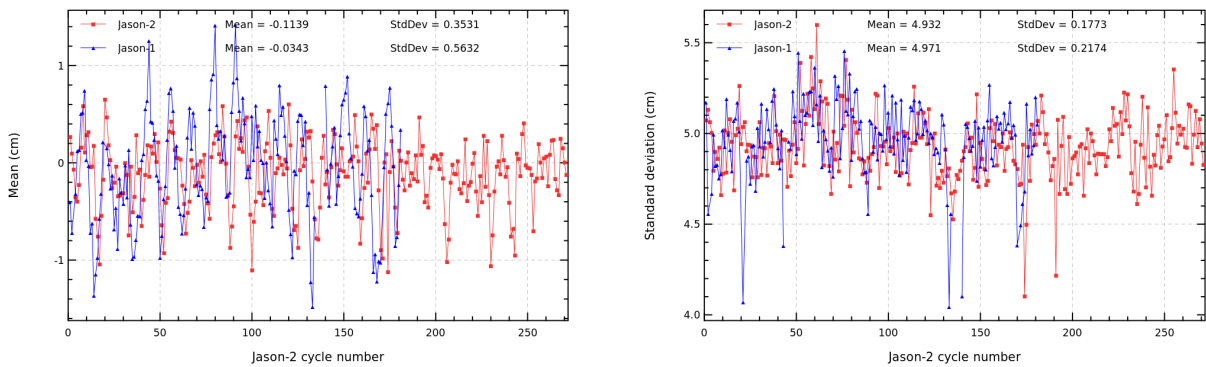 Jason-2 Mean = -0.1139 StdDev = 0.3531
Jason-1 Mean = -0.0343 StdDev = 0.5632
Mean (cm)
1
0
-1
0 50 100 150 200 250
Jason-2 cycle number
Jason-2 Mean = 4.932 StdDev = 0.1773
Jason-1 Mean = 4.971 StdDev = 0.2174
Standard deviation (cm)
5.5
5.0
4.5
4.0
0 50 100 150 200 250
Jason-2 cycle number